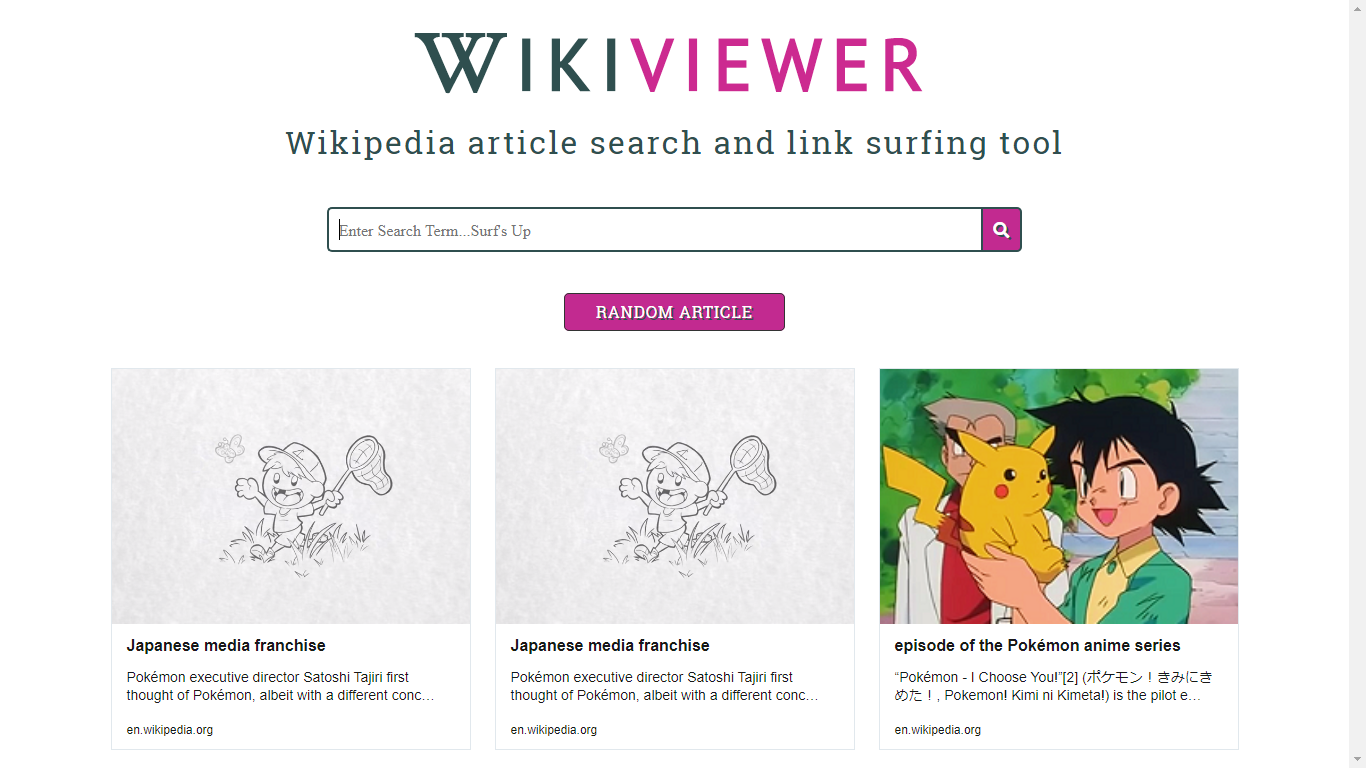 WIKIVIEWER
Wikipedia article search and link surfing tool
Enter Search Term...Surf's Up
RANDOM ARTICLE
Japanese media franchise
Pokémon executive director Satoshi Tajiri first
thought of Pokémon, albeit with a different conc…
en.wikipedia.org
Japanese media franchise
Pokémon executive director Satoshi Tajiri first
thought of Pokémon, albeit with a different conc…
en.wikipedia.org
episode of the Pokémon anime series
“Pokémon - I Choose You!”[2] (ポケモン！きみにき
めた！, Pokemon! Kimi ni Kimeta!) is the pilot e…
en.wikipedia.org